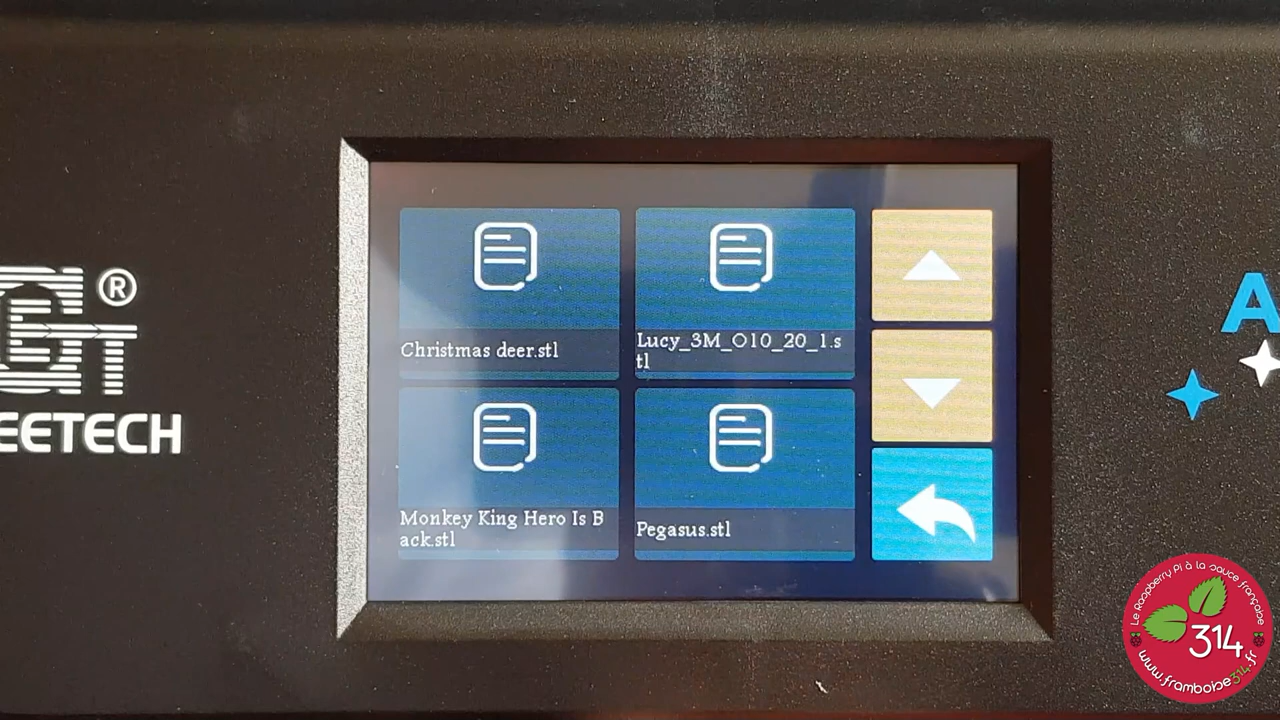 ®
EETECH
A
Christmas deer.stl
Lucy_3M_O10_20_1.s
tl
Monkey King Hero Is B
ack.stl
Pegasus.stl
Le Raspberry Pi à la sauce française
314
www.framboise314.fr